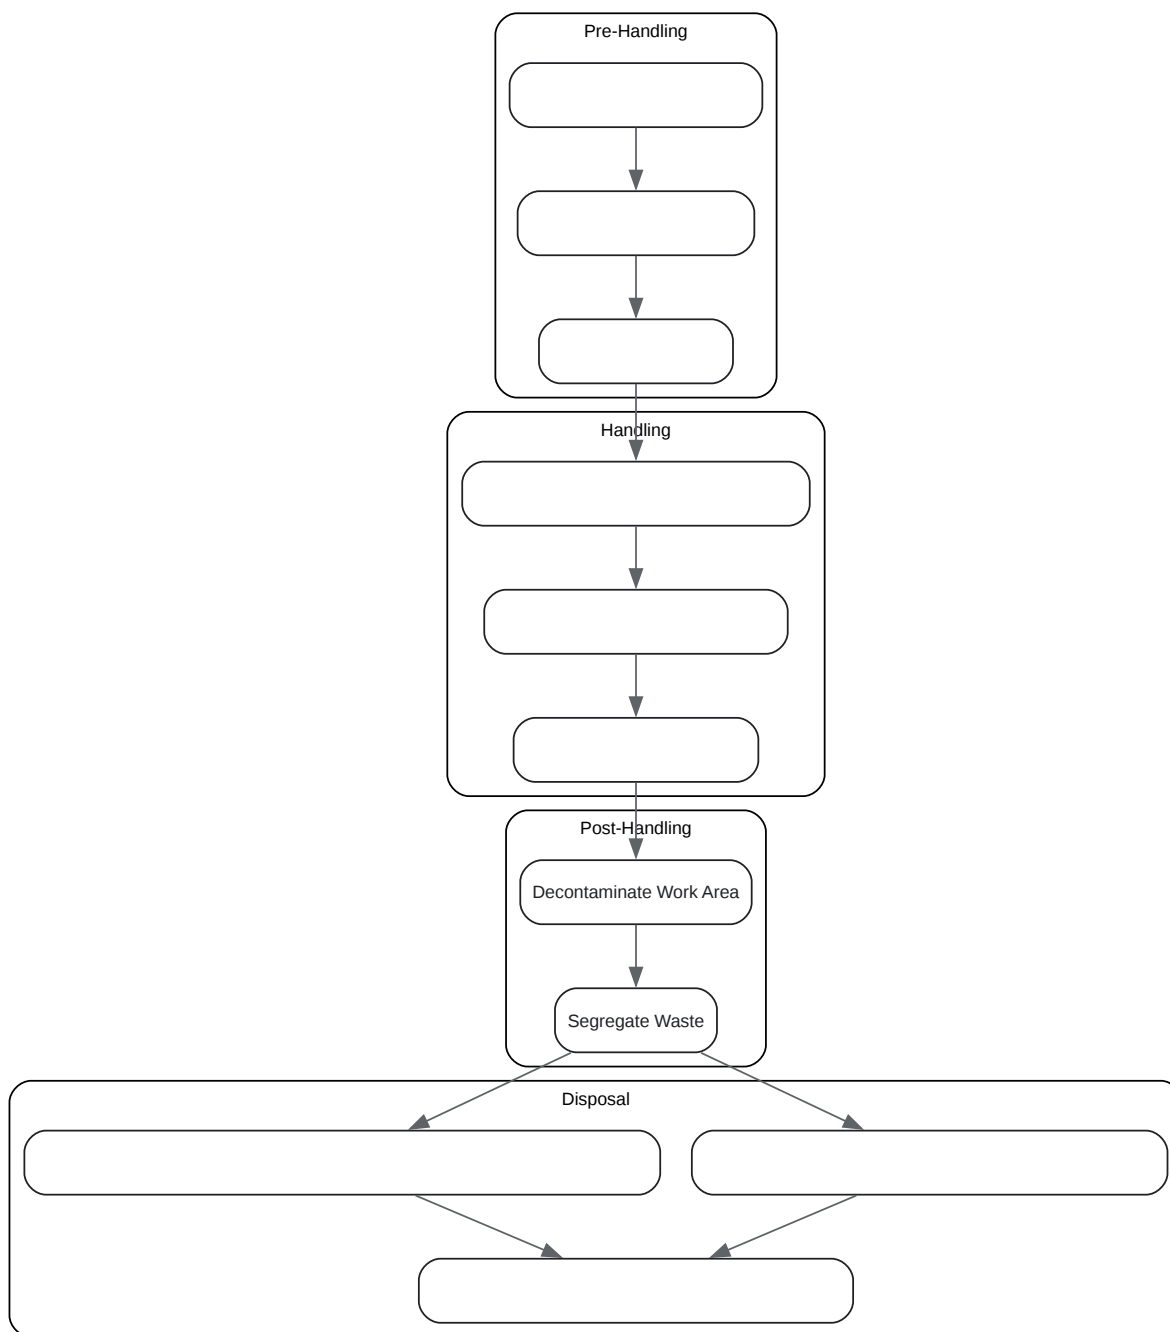 Pre-Handling
Handling
Post-Handling
Decontaminate Work Area
Segregate Waste
Disposal